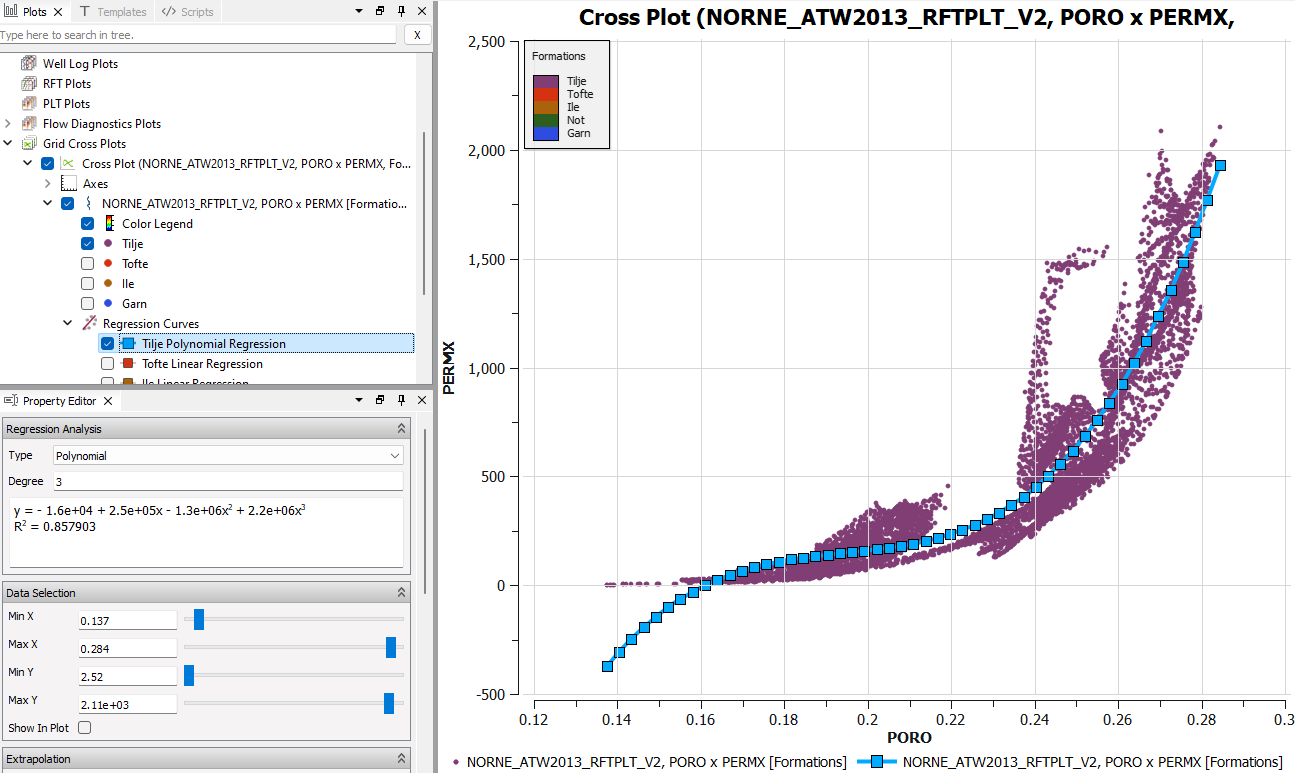 Plots
Templates
Scripts
Type here to search in tree.
X
Well Log Plots
RFT Plots
PLT Plots
Flow Diagnostics Plots
Grid Cross Plots
Cross Plot (NORNE_ATW2013_RFTPLT_V2, PORO x PERMX, Fo...
Axes
NORNE_ATW2013_RFTPLT_V2, PORO x PERMX [Formatio...
Color Legend
Tilje
Tofte
Ile
Garn
Regression Curves
Tilje Polynomial Regression
Tofte Linear Regression
Ile Linear Regression
Property Editor
Regression Analysis
Type
Polynomial
Degree
3
y = - 1.6e+04 + 2.5e+05x - 1.3e+06x² + 2.2e+06x³
R² = 0.857903
Data Selection
Min X
0.137
Max X
0.284
Min Y
2.52
Max Y
2.11e+03
Show In Plot
Extrapolation
Cross Plot (NORNE_ATW2013_RFTPLT_V2, PORO x PERMX,
Formations
Tilje
Tofte
Ile
Not
Garn
2,500
2,000
1,500
1,000
500
0
-500
PERMX
0.12
0.14
0.16
0.18
0.2
0.22
0.24
0.26
0.28
0.3
PORO
NORNE_ATW2013_RFTPLT_V2, PORO x PERMX [Formations]
NORNE_ATW2013_RFTPLT_V2, PORO x PERMX [Formations]